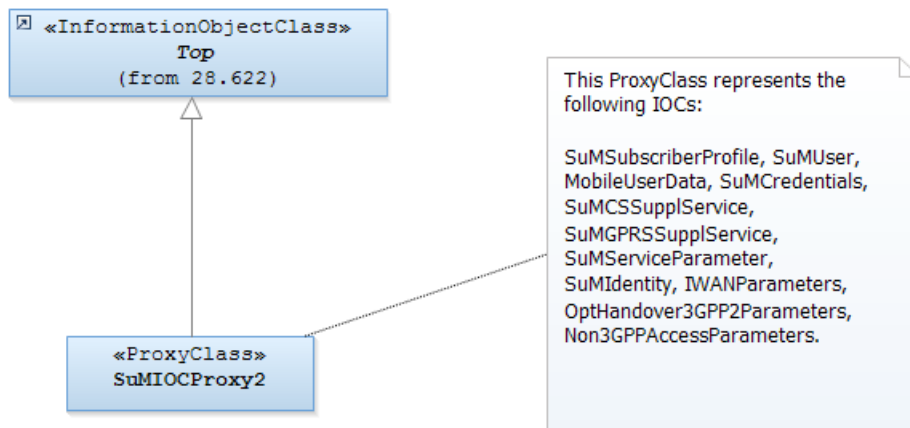 «InformationObjectClass»
Top
(from 28.622)
This ProxyClass represents the
following IOCs:
SuMSubscriberProfile, SuMUser,
MobileUserData, SuMCredentials,
SuMCSSupplService,
SuMGPRSSupplService,
SuMServiceParameter,
SuMIdentity, IWANParameters,
OptHandover3GPP2Parameters,
Non3GPPAccessParameters.
«ProxyClass»
SuMIOCProxy2